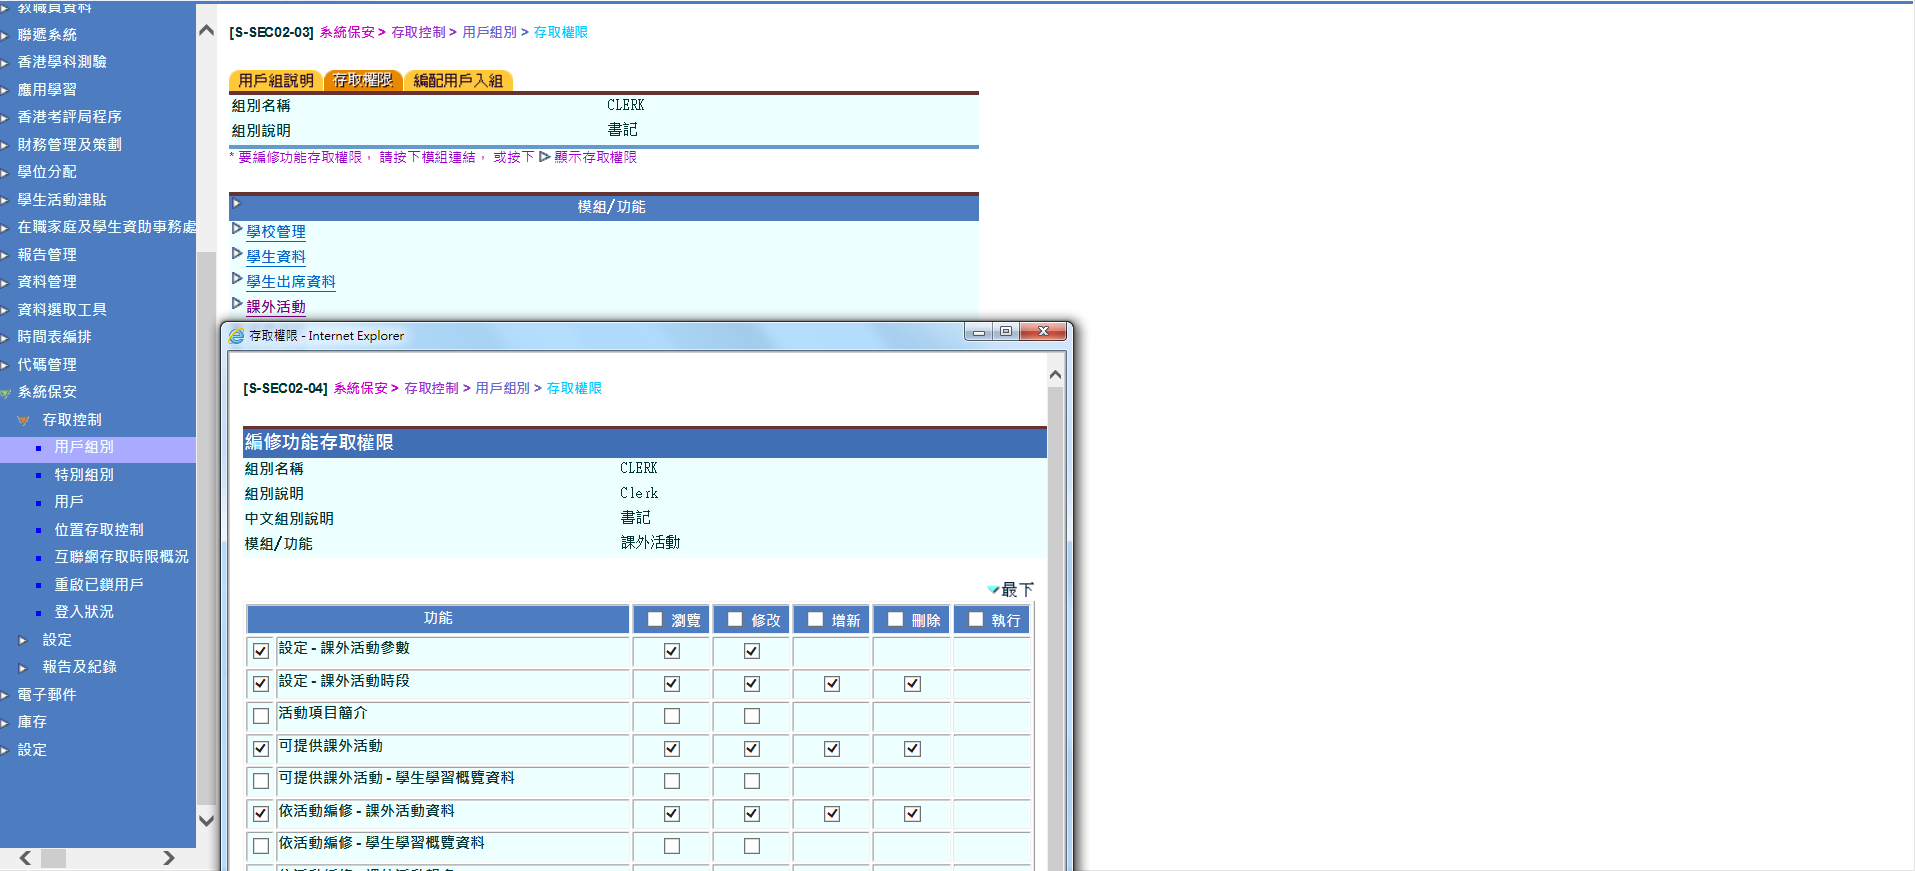 教職員資料
聯遞系統
香港學科測驗
應用學習
香港考評局程序
財務管理及策劃
學位分配
學生活動津貼
在職家庭及學生資助事務處
報告管理
資料管理
資料選取工具
時間表編排
代碼管理
系統保安
存取控制
用戶組別
特別組別
用戶
位置存取控制
互聯網存取時限概況
重啟已鎖用戶
登入狀況
設定
報告及紀錄
電子郵件
庫存
設定
[S-SEC02-03] 系統保安 > 存取控制 > 用戶組別 > 存取權限
用戶組說明 存取權限 編配用戶入組
組別名稱 CLERK
組別說明 書記
* 要編修功能存取權限， 請按下模組連結， 或按下 顯示存取權限
模組/功能
學校管理
學生資料
學生出席資料
課外活動
存取權限 - Internet Explorer
[S-SEC02-04] 系統保安 > 存取控制 > 用戶組別 > 存取權限
編修功能存取權限
組別名稱 CLERK
組別說明 Clerk
中文組別說明 書記
模組/功能 課外活動
最下
功能 瀏覽 修改 增新 刪除 執行
設定 - 課外活動參數
設定 - 課外活動時段
活動項目簡介
可提供課外活動
可提供課外活動 - 學生學習概覽資料
依活動編修 - 課外活動資料
依活動編修 - 學生學習概覽資料